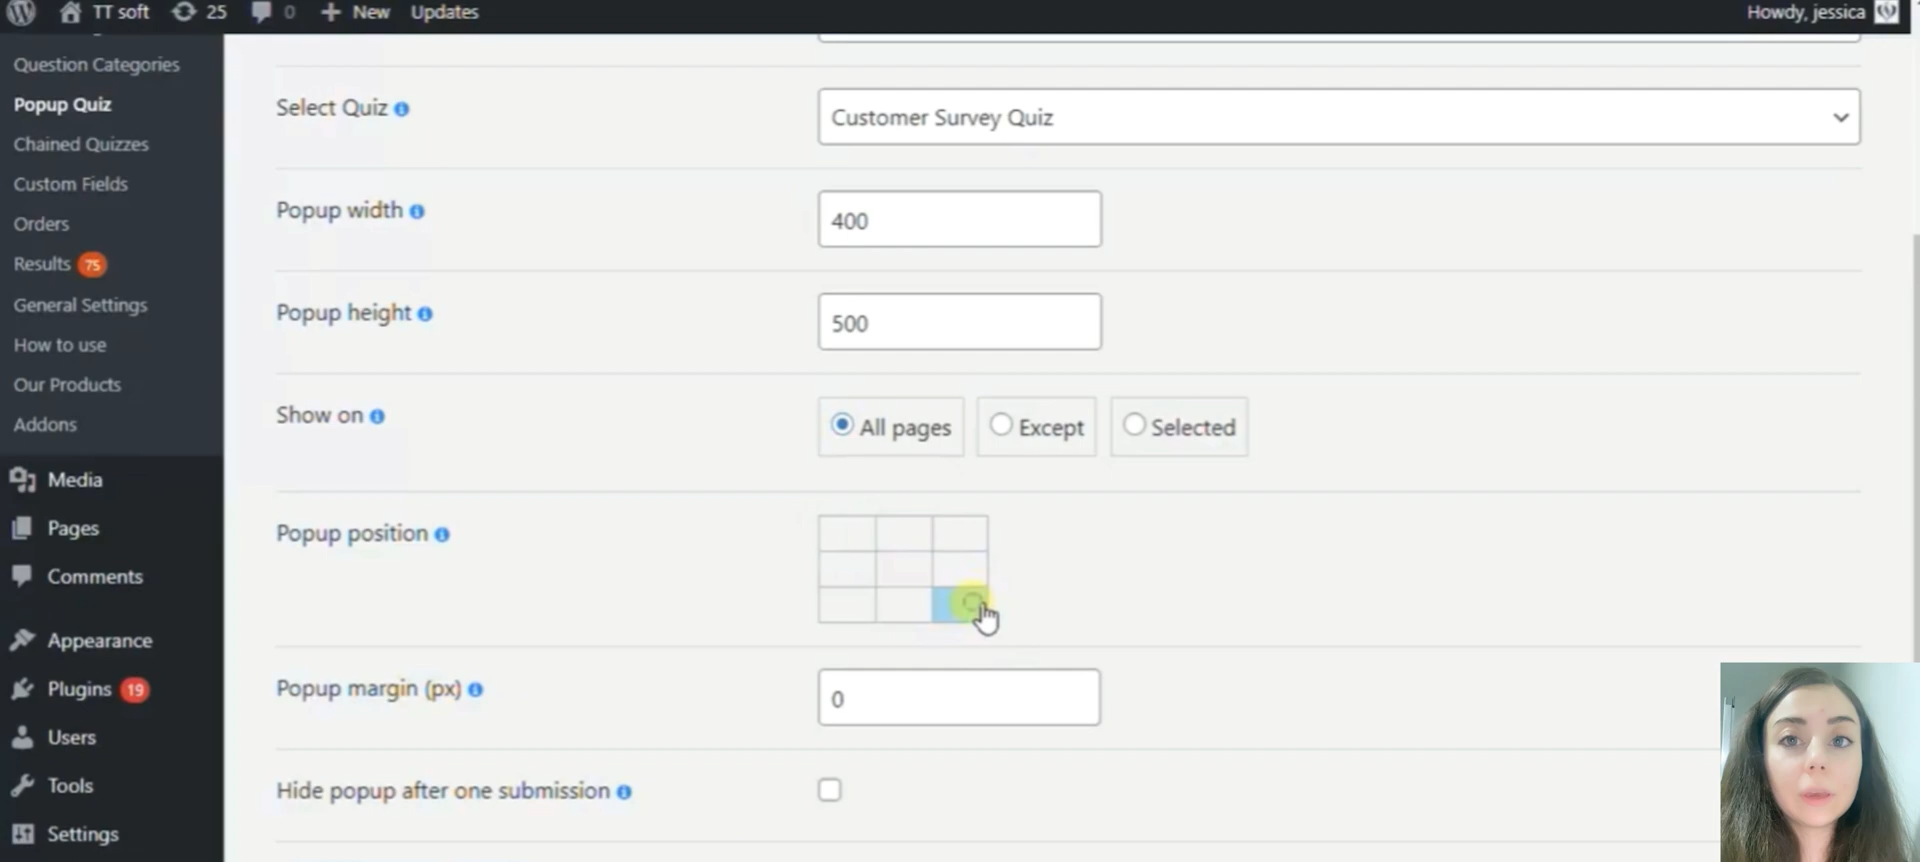 TT soft 25 0 New Updates Howdy, jessica
Question Categories
Popup Quiz
Chained Quizzes
Custom Fields
Orders
Results 75
General Settings
How to use
Our Products
Addons
Media
Pages
Comments
Appearance
Plugins 19
Users
Tools
Settings
Select Quiz
Customer Survey Quiz
Popup width
400
Popup height
500
Show on
All pages Except Selected
Popup position
Popup margin (px)
0
Hide popup after one submission